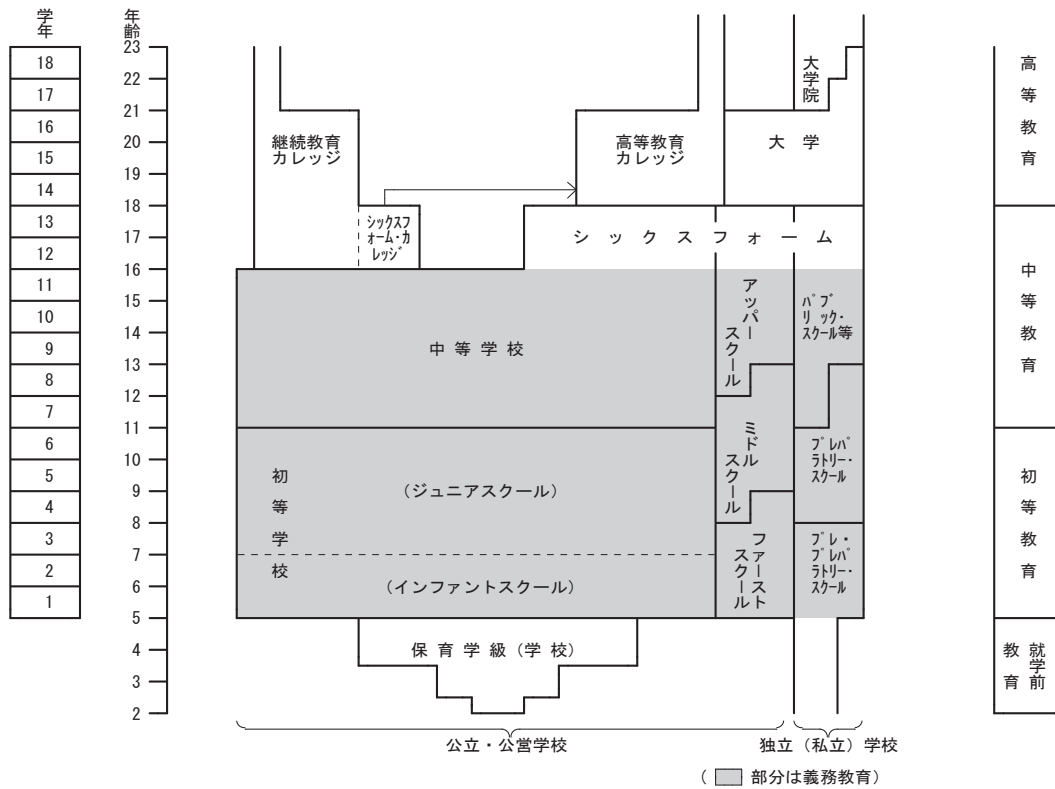 学年
年齢
23
18
22
17
21
16
20
15
19
14
18
13
17
12
16
11
15
10
14
9
13
8
12
7
11
6
10
5
9
4
8
3
7
2
6
1
5
4
3
2
継続教育
カレッジ
高等教育
カレッジ
大学院
大学
シックスフ
ォーム・カ
レッジ
シックスフォーム
中等学校
アッパー
スクール
パブ
リック・
スクール等
初等学校
(ジュニアスクール)
(インファントスクール)
ミドル
スクール
プレパ
ラトリー・
スクール
ファースト
スクール
プレ・
プレパ
ラトリー・
スクール
保育学級(学校)
高等教育
中等教育
初等教育
就学前
教育
公立・公営学校
独立(私立)学校
(部分は義務教育)